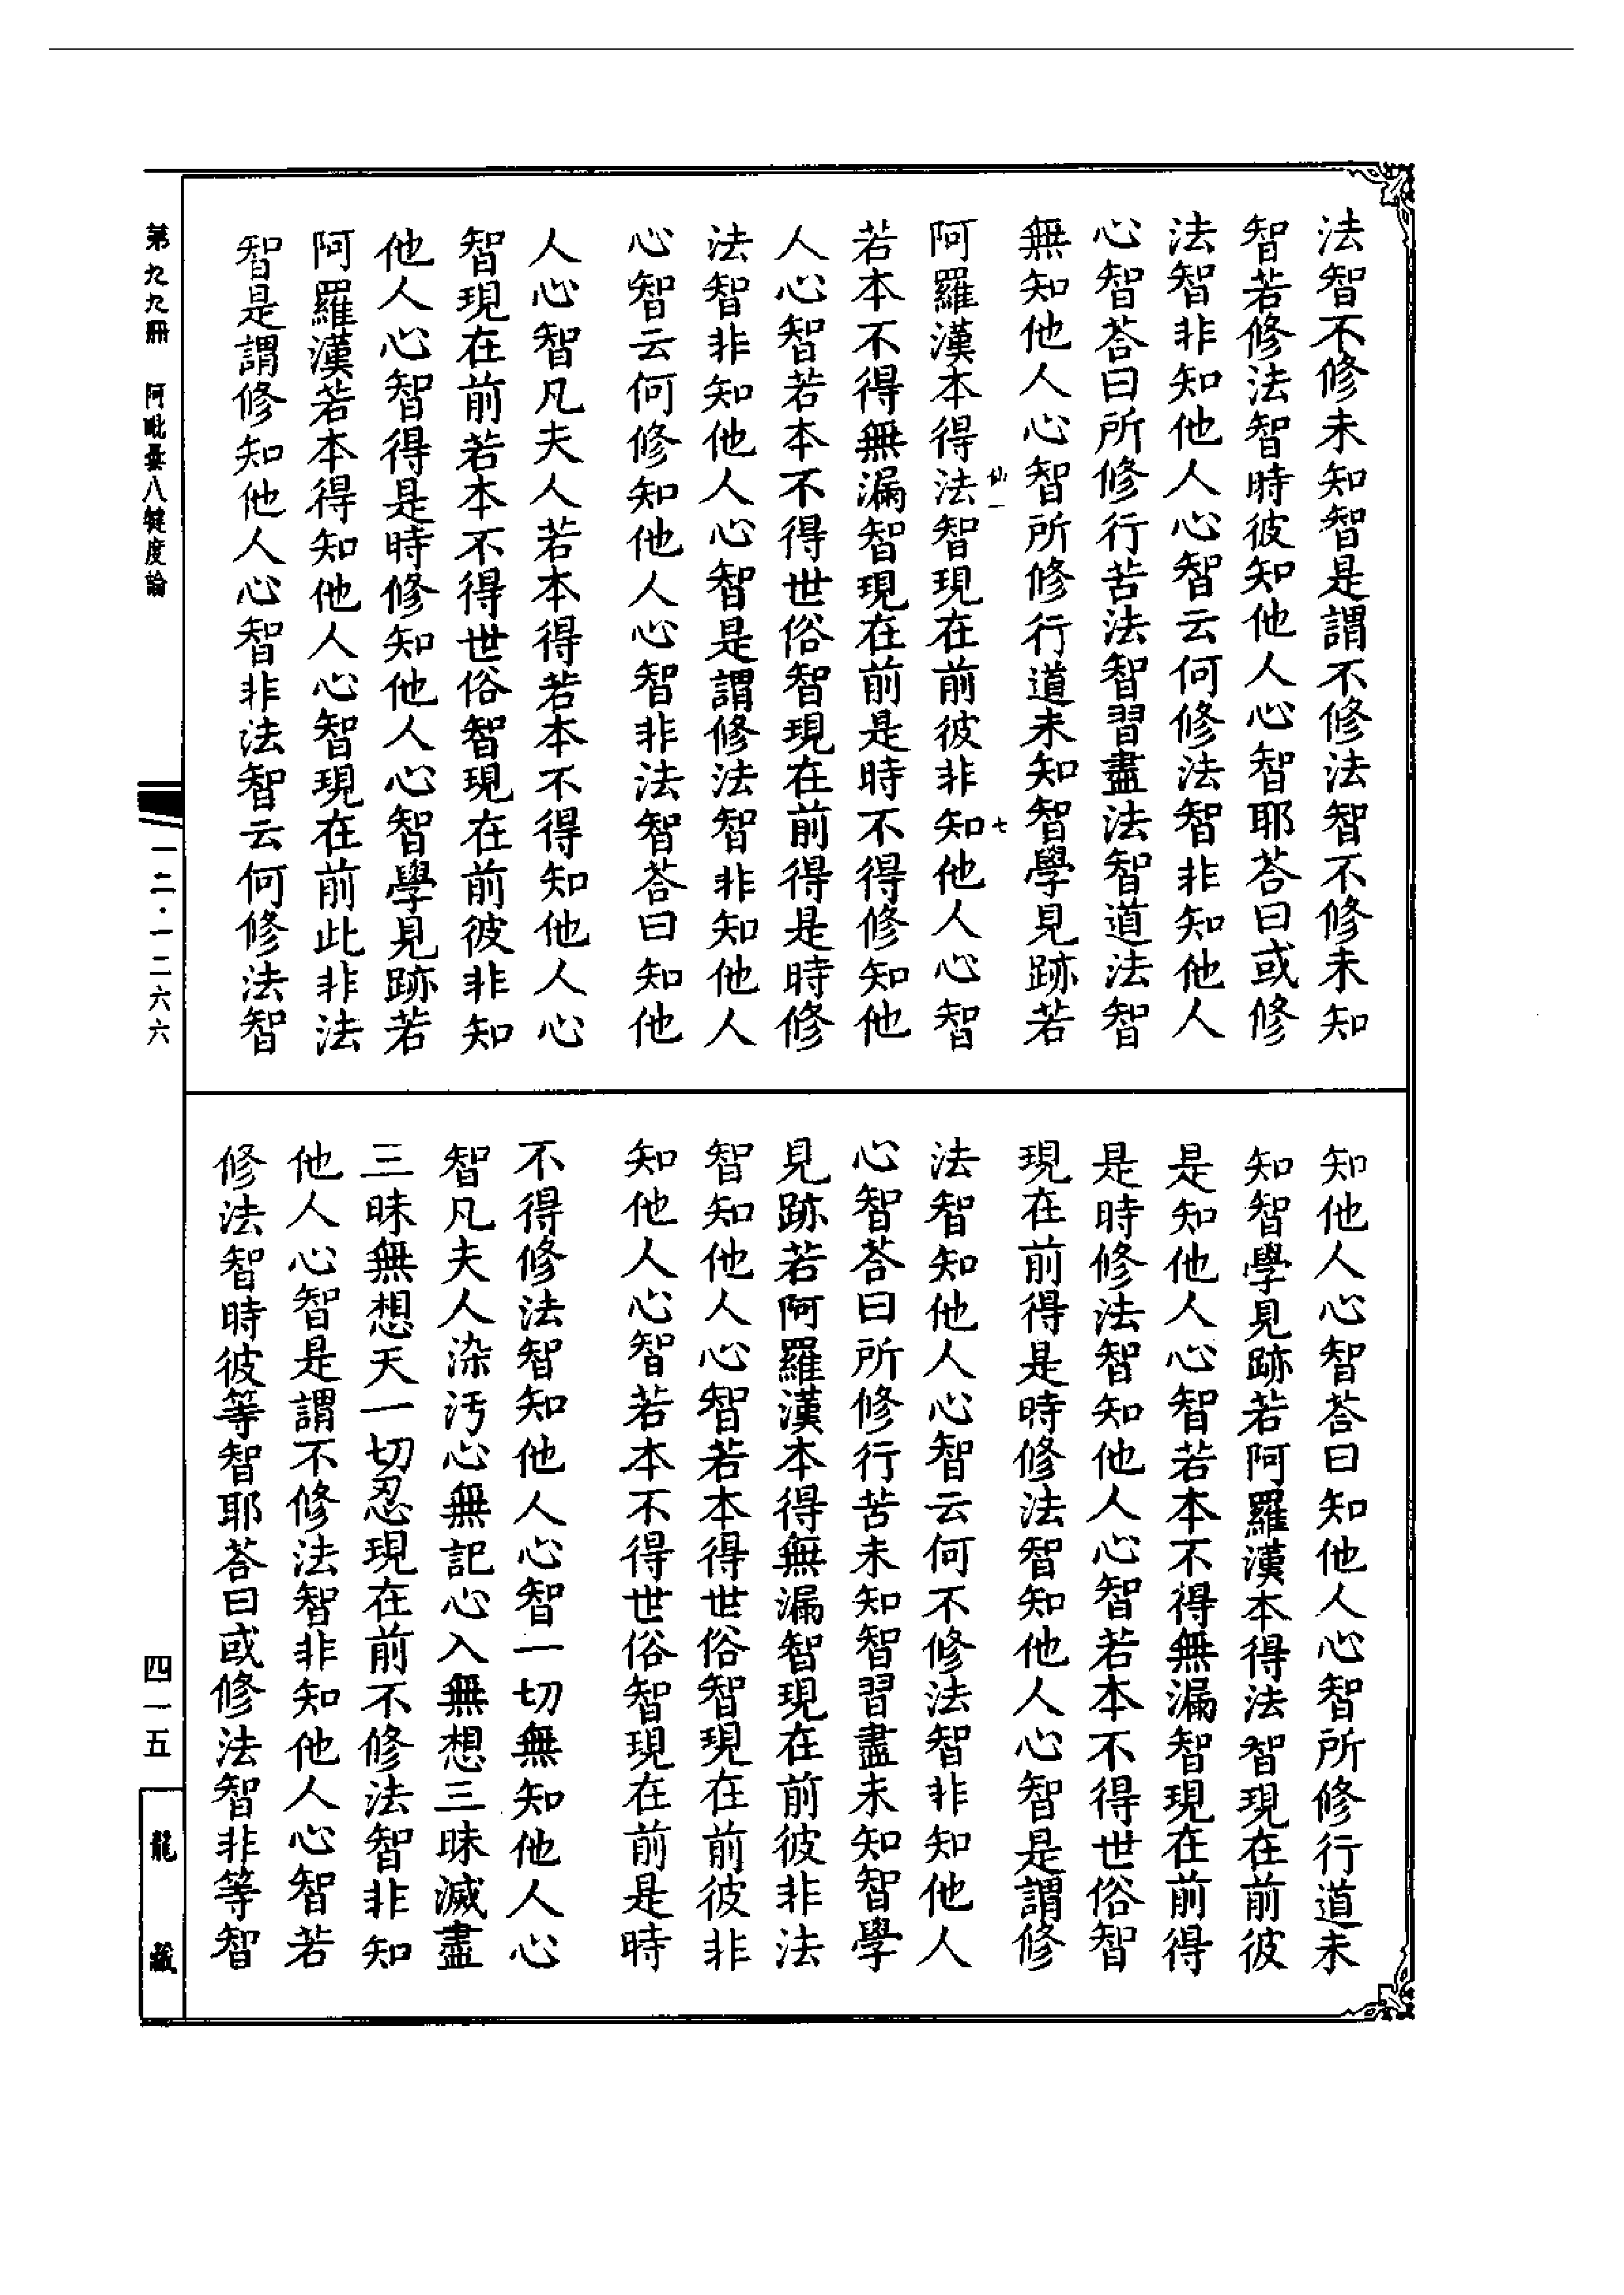 法智不修未知智是謂不修法智不修未知
智若修法智時彼知他人心智耶荅曰或修
法智非知他人心智云何修法智非知他人
心智荅曰所修行苦法智習盡法智道法智
無知他人心智所修行道未知智學見跡若
仙一 七
阿羅漢本得法智現在前彼非知他人心智
若本不得無漏智現在前是時不得修知他
人心智若本不得世俗智現在前得是時修
法智非知他人心智是謂修法智非知他人
心智云何修知他人心智非法智荅曰知他
人心智凡夫人若本得若本不得知他人心
智現在前若本不得世俗智現在前彼非知
他人心智得是時修知他人心智學見跡若
阿羅漢若本得知他人心智現在前此非法
智是謂修知他人心智非法智云何修法智
知他人心智荅曰知他人心智所修行道未
知智學見跡若阿羅漢本得法智現在前彼
是知他人心智若本不得無漏智現在前得
是時修法智知他人心智若本不得世俗智
現在前得是時修法智知他人心智是謂修
法智知他人心智云何不修法智非知他人
心智荅曰所修行苦未知智習盡未知智學
見跡若阿羅漢本得無漏智現在前彼非法
智知他人心智若本得世俗智現在前彼非
知他人心智若本不得世俗智現在前是時
不得修法智知他人心智一切無知他人心
智凡夫人染汚心無記心入無想三昧滅盡
三昧無想天一切忍現在前不修法智非知
他人心智是謂不修法智非知他人心智若
修法智時彼等智耶荅曰或修法智非等智
第九九冊 阿毗曇八犍度論
一二·一二六六
四一五
龍藏